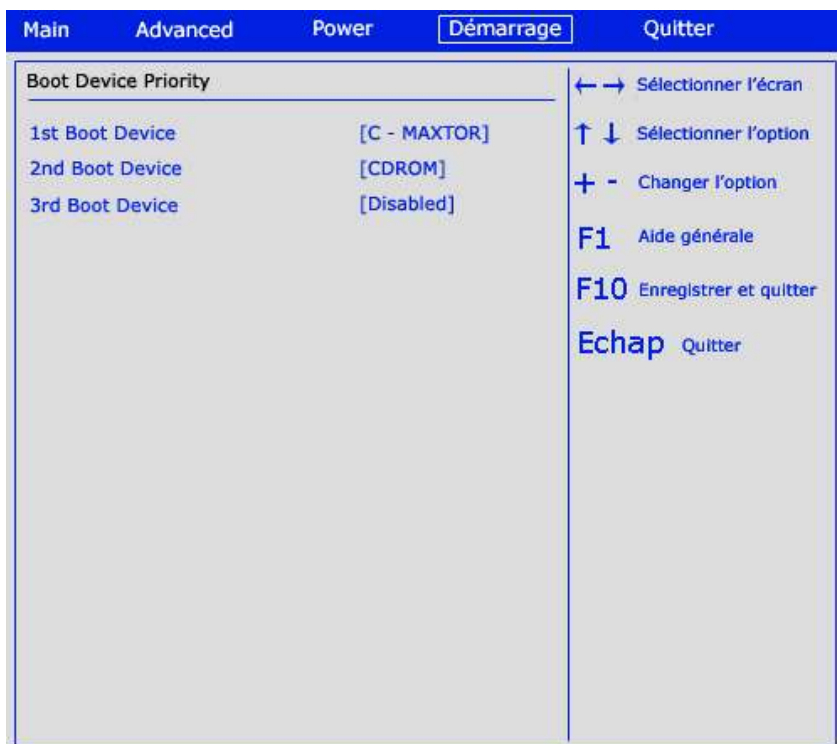 Main Advanced Power Démarrage Quitter
Boot Device Priority
1st Boot Device [C - MAXTOR]
2nd Boot Device [CDROM]
3rd Boot Device [Disabled]
←→ Sélectionner l'écran
↑↓ Sélectionner l'option
+ - Changer l'option
F1 Aide générale
F10 Enregistrer et quitter
Echap Quitter